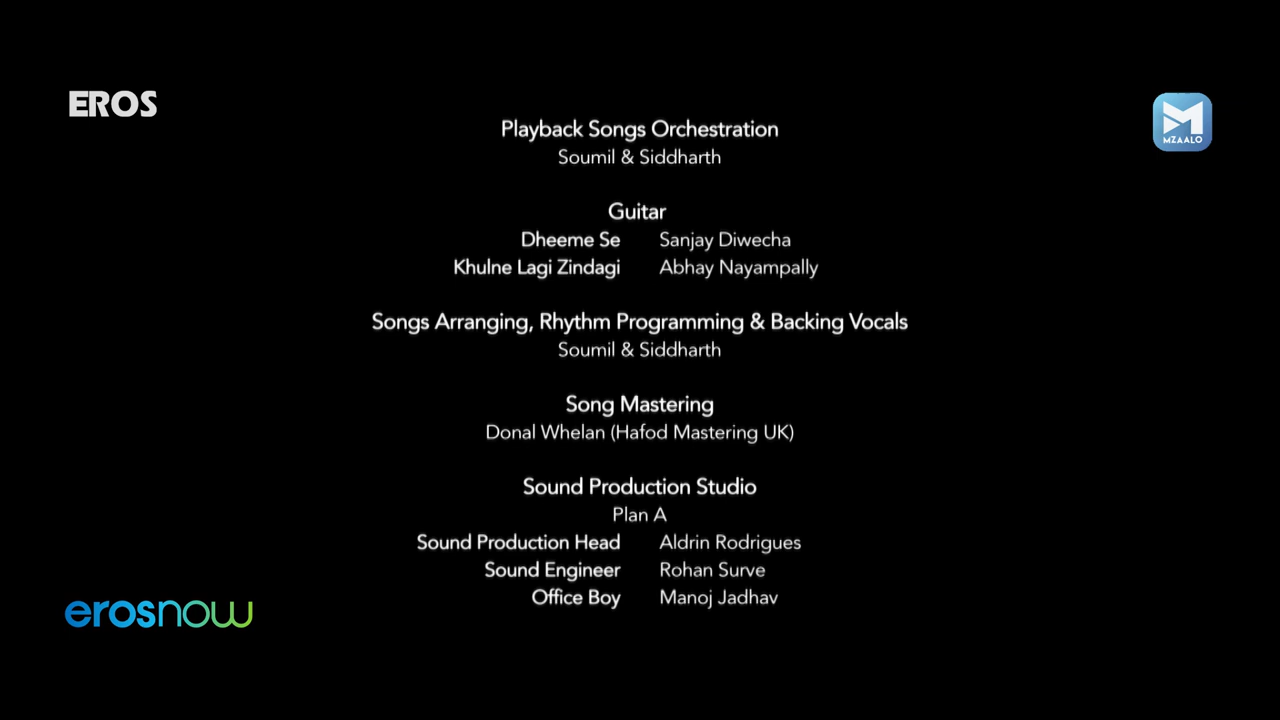 EROS
MZAALO
Playback Songs Orchestration
Soumil & Siddharth
Guitar
Dheeme Se Sanjay Diwecha
Khulne Lagi Zindagi Abhay Nayampally
Songs Arranging, Rhythm Programming & Backing Vocals
Soumil & Siddharth
Song Mastering
Donal Whelan (Hafod Mastering UK)
Sound Production Studio
Plan A
Sound Production Head Aldrin Rodrigues
Sound Engineer Rohan Surve
Office Boy Manoj Jadhav
erosnow